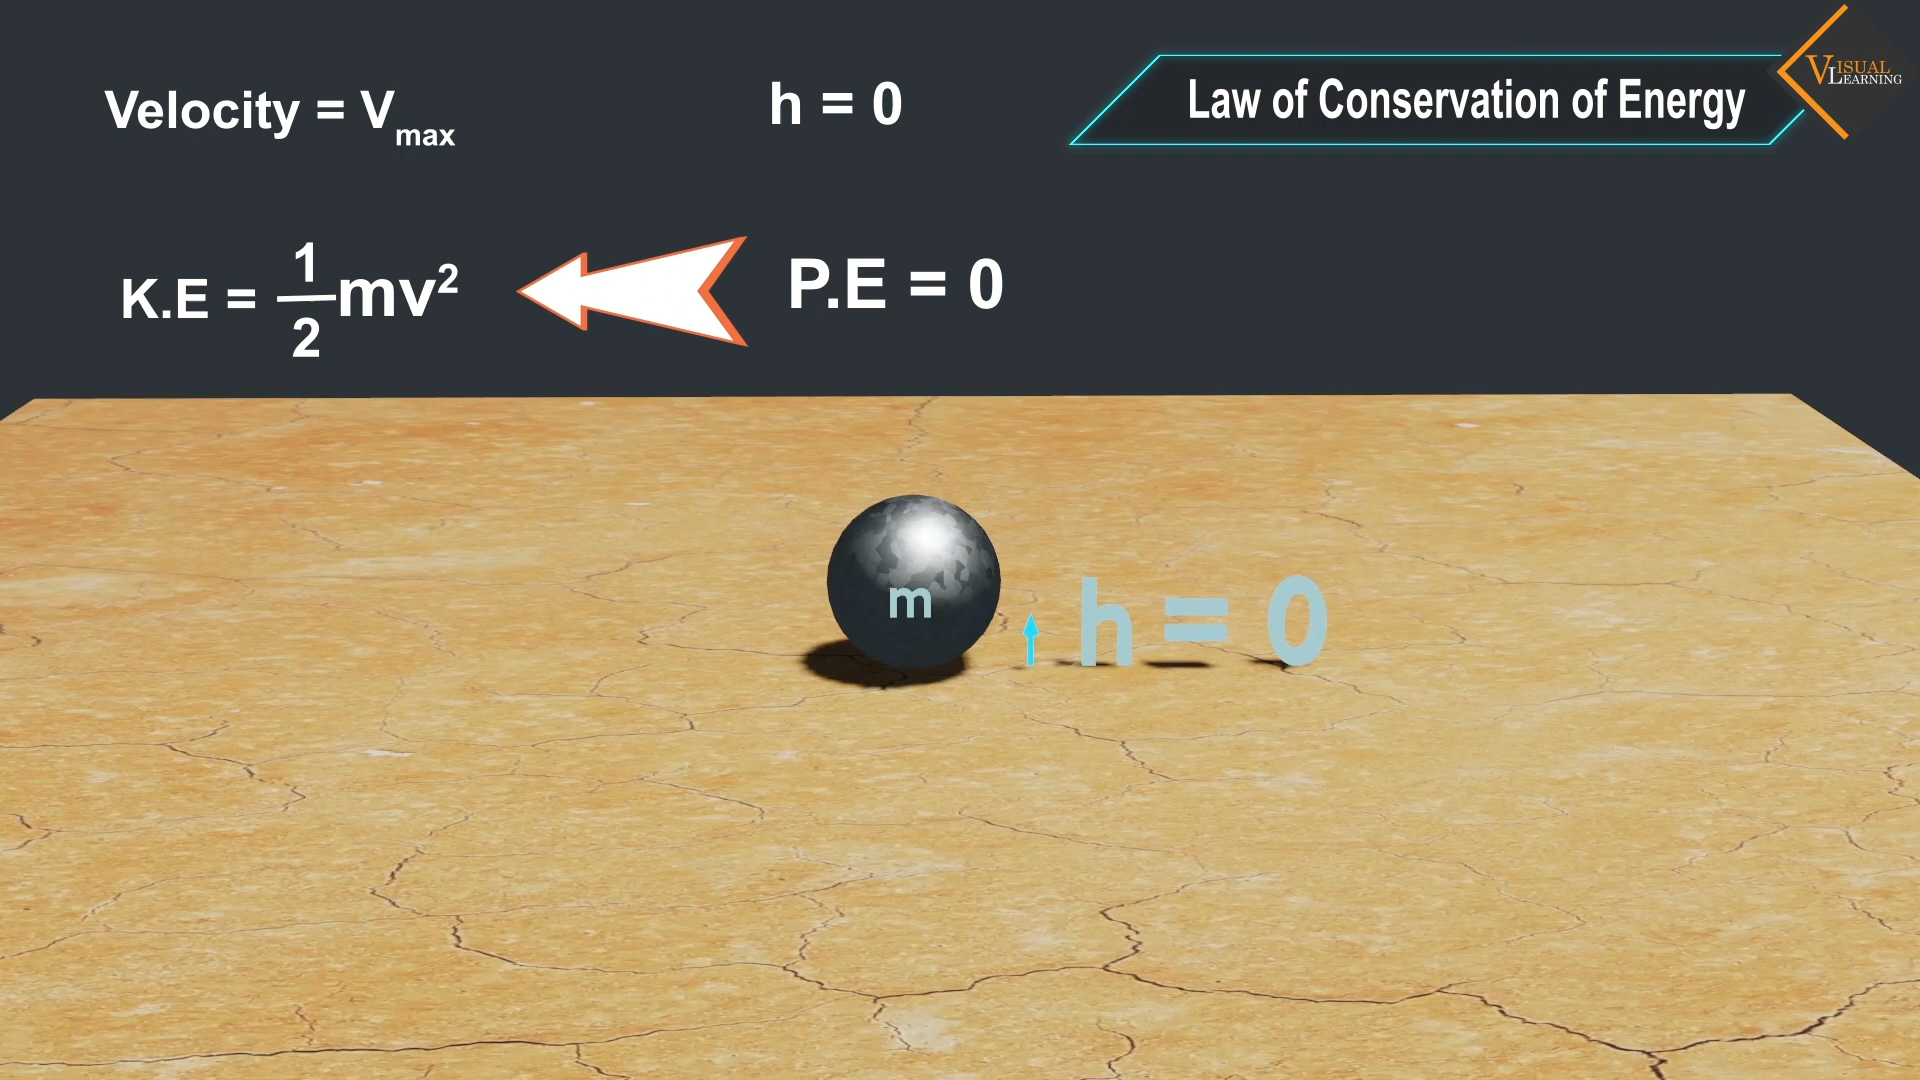 Velocity = Vmax
h = 0
Law of Conservation of Energy
VISUAL
LEARNING
K.E = 1/2 mv²
P.E = 0
m
h = 0